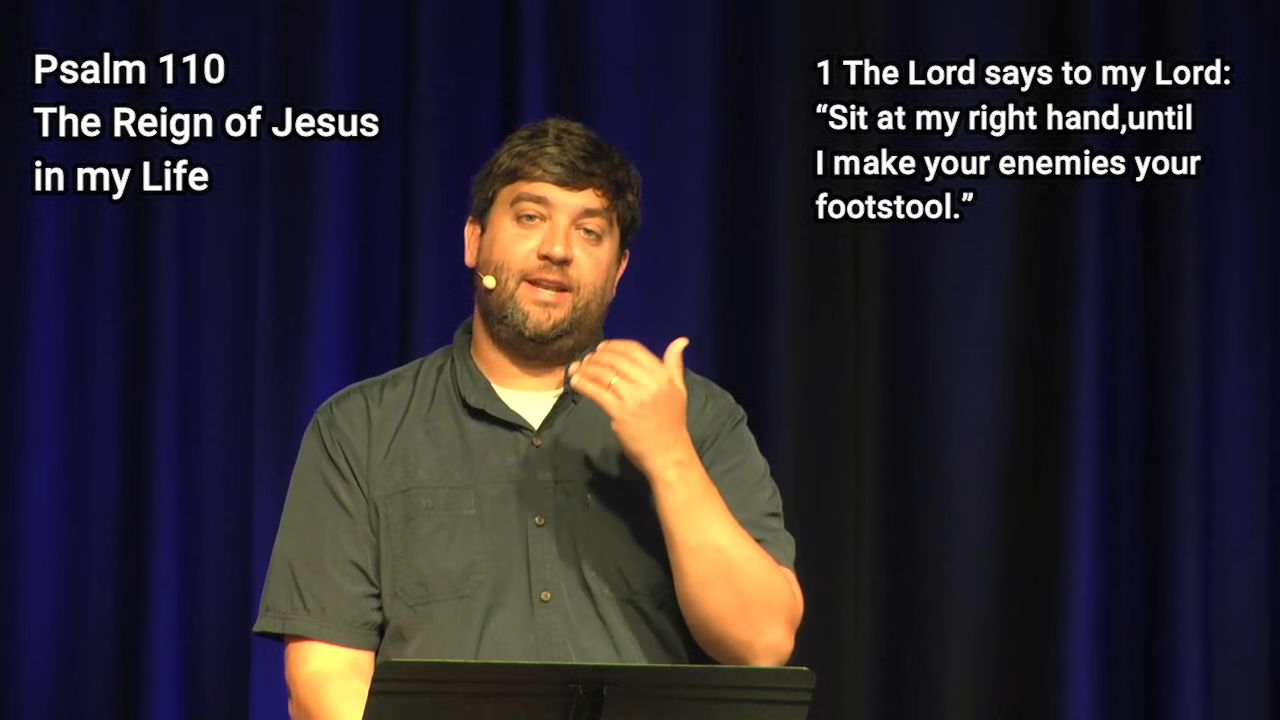 Psalm 110
The Reign of Jesus
in my Life
1 The Lord says to my Lord:
“Sit at my right hand,until
I make your enemies your
footstool.”